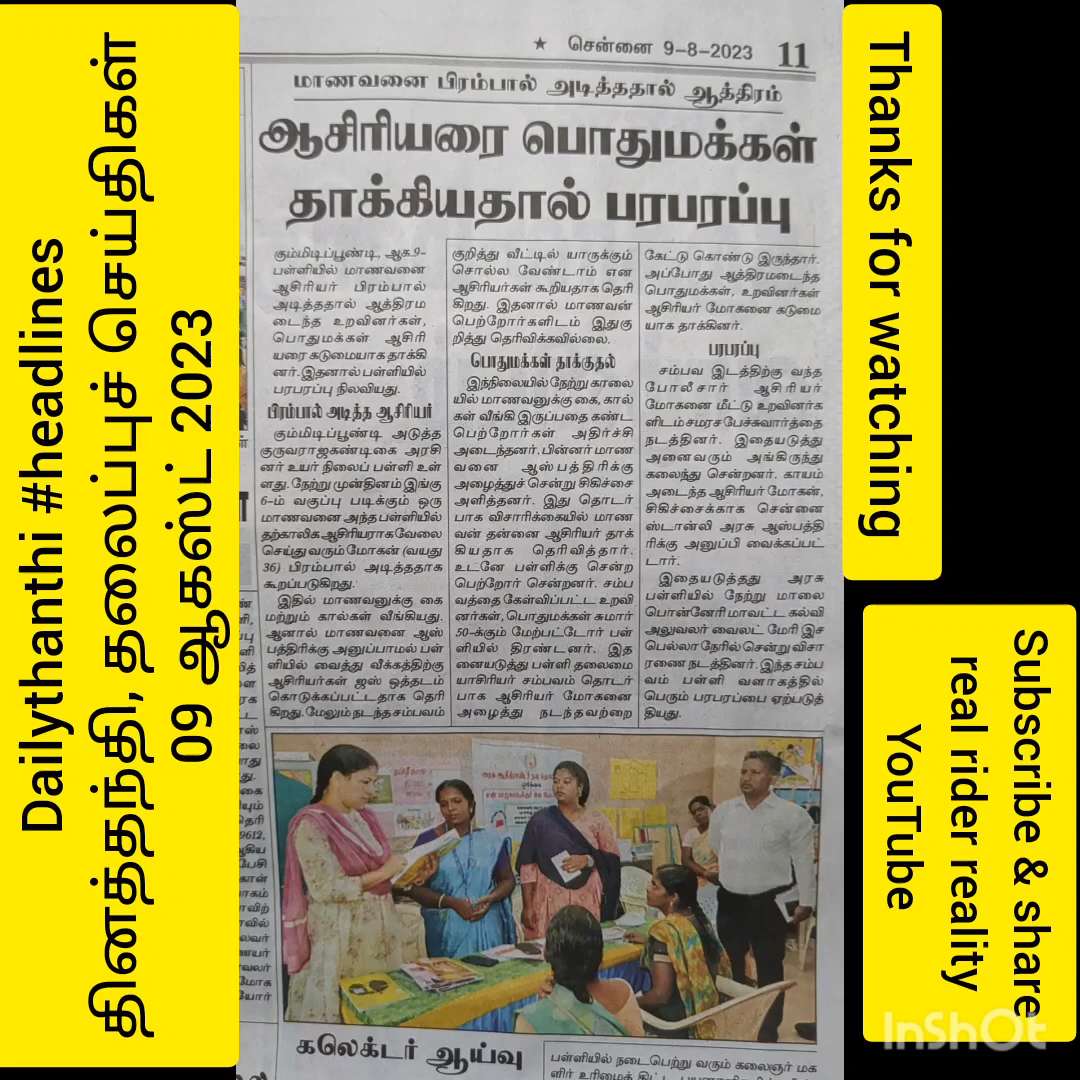 Dailythanthi #headlines
தினத்தந்தி, தலைப்புச் செய்திகள்
09 ஆகஸ்ட் 2023
★ சென்னை 9-8-2023 11
மாணவனை பிரம்பால் அடித்ததால் ஆத்திரம்
ஆசிரியரை பொதுமக்கள்
தாக்கியதால் பரபரப்பு
கும்மிடிப்பூண்டி, ஆக.9-
பள்ளியில் மாணவனை
ஆசிரியர் பிரம்பால்
அடித்ததால் ஆத்திரம
டைந்த உறவினர்கள்,
பொதுமக்கள் ஆசிரி
யரை கடுமையாக தாக்கி
னர். இதனால் பள்ளியில்
பரபரப்பு நிலவியது.
பிரம்பால் அடித்த ஆசிரியர்
கும்மிடிப்பூண்டி அடுத்த
குருவராஜகண்டிகை அரசி
னர் உயர் நிலைப் பள்ளி உள்
ளது. நேற்று முன்தினம் இங்கு
6-ம் வகுப்பு படிக்கும் ஒரு
மாணவனை அந்த பள்ளியில்
தற்காலிக ஆசிரியராக வேலை
செய்து வரும் மோகன் (வயது
36) பிரம்பால் அடித்ததாக
கூறப்படுகிறது.
இதில் மாணவனுக்கு கை
மற்றும் கால்கள் வீங்கியது.
ஆனால் மாணவனை ஆஸ்
பத்திரிக்கு அனுப்பாமல் பள்
ளியில் வைத்து வீக்கத்திற்கு
ஆசிரியர்கள் ஐஸ் ஒத்தடம்
கொடுக்கப்பட்டதாக தெரி
கிறது. மேலும் நடந்த சம்பவம்
குறித்து வீட்டில் யாருக்கும்
சொல்ல வேண்டாம் என
ஆசிரியர்கள் கூறியதாக தெரி
கிறது. இதனால் மாணவன்
பெற்றோர்களிடம் இதுகு
றித்து தெரிவிக்கவில்லை.
பொதுமக்கள் தாக்குதல்
இந்நிலையில் நேற்று காலை
யில் மாணவனுக்கு கை, கால்
கள் வீங்கி இருப்பதை கண்ட
பெற்றோர்கள் அதிர்ச்சி
அடைந்தனர். பின்னர் மாண
வனை ஆஸ்பத்திரிக்கு
அழைத்துச் சென்று சிகிச்சை
அளித்தனர். இது தொடர்
பாக விசாரிக்கையில் மாண
வன் தன்னை ஆசிரியர் தாக்
கியதாக தெரிவித்தார்.
உடனே பள்ளிக்கு சென்ற
பெற்றோர் சென்றனர். சம்ப
வத்தை கேள்விப்பட்ட உறவி
னர்கள், பொதுமக்கள் சுமார்
50-க்கும் மேற்பட்டோர் பள்
ளியில் திரண்டனர். இத
னையடுத்து பள்ளி தலைமை
யாசிரியர் சம்பவம் தொடர்
பாக ஆசிரியர் மோகனை
அழைத்து நடந்தவற்றை
கேட்டு கொண்டு இருந்தார்.
அப்போது ஆத்திரமடைந்த
பொதுமக்கள், உறவினர்கள்
ஆசிரியர் மோகனை கடுமை
யாக தாக்கினர்.
பரபரப்பு
சம்பவ இடத்திற்கு வந்த
போலீசார் ஆசிரியர்
மோகனை மீட்டு உறவினர்க
ளிடம் சமரச பேச்சுவார்த்தை
நடத்தினர். இதையடுத்து
அனைவரும் அங்கிருந்து
கலைந்து சென்றனர். காயம்
அடைந்த ஆசிரியர் மோகன்,
சிகிச்சைக்காக சென்னை
ஸ்டான்லி அரசு ஆஸ்பத்தி
ரிக்கு அனுப்பி வைக்கப்பட்
டார்.
இதையடுத்தது அரசு
பள்ளியில் நேற்று மாலை
பொன்னேரி மாவட்ட கல்வி
அலுவலர் வைலட் மேரி இச
பெல்லா நேரில் சென்று விசா
ரணை நடத்தினர். இந்த சம்ப
வம் பள்ளி வளாகத்தில்
பெரும் பரபரப்பை ஏற்படுத்
தியது.
கலெக்டர் ஆய்வு
பள்ளியில் நடைபெற்று வரும் கலைஞர் மக
Thanks for watching
Subscribe & share
real rider reality
YouTube
InShOt